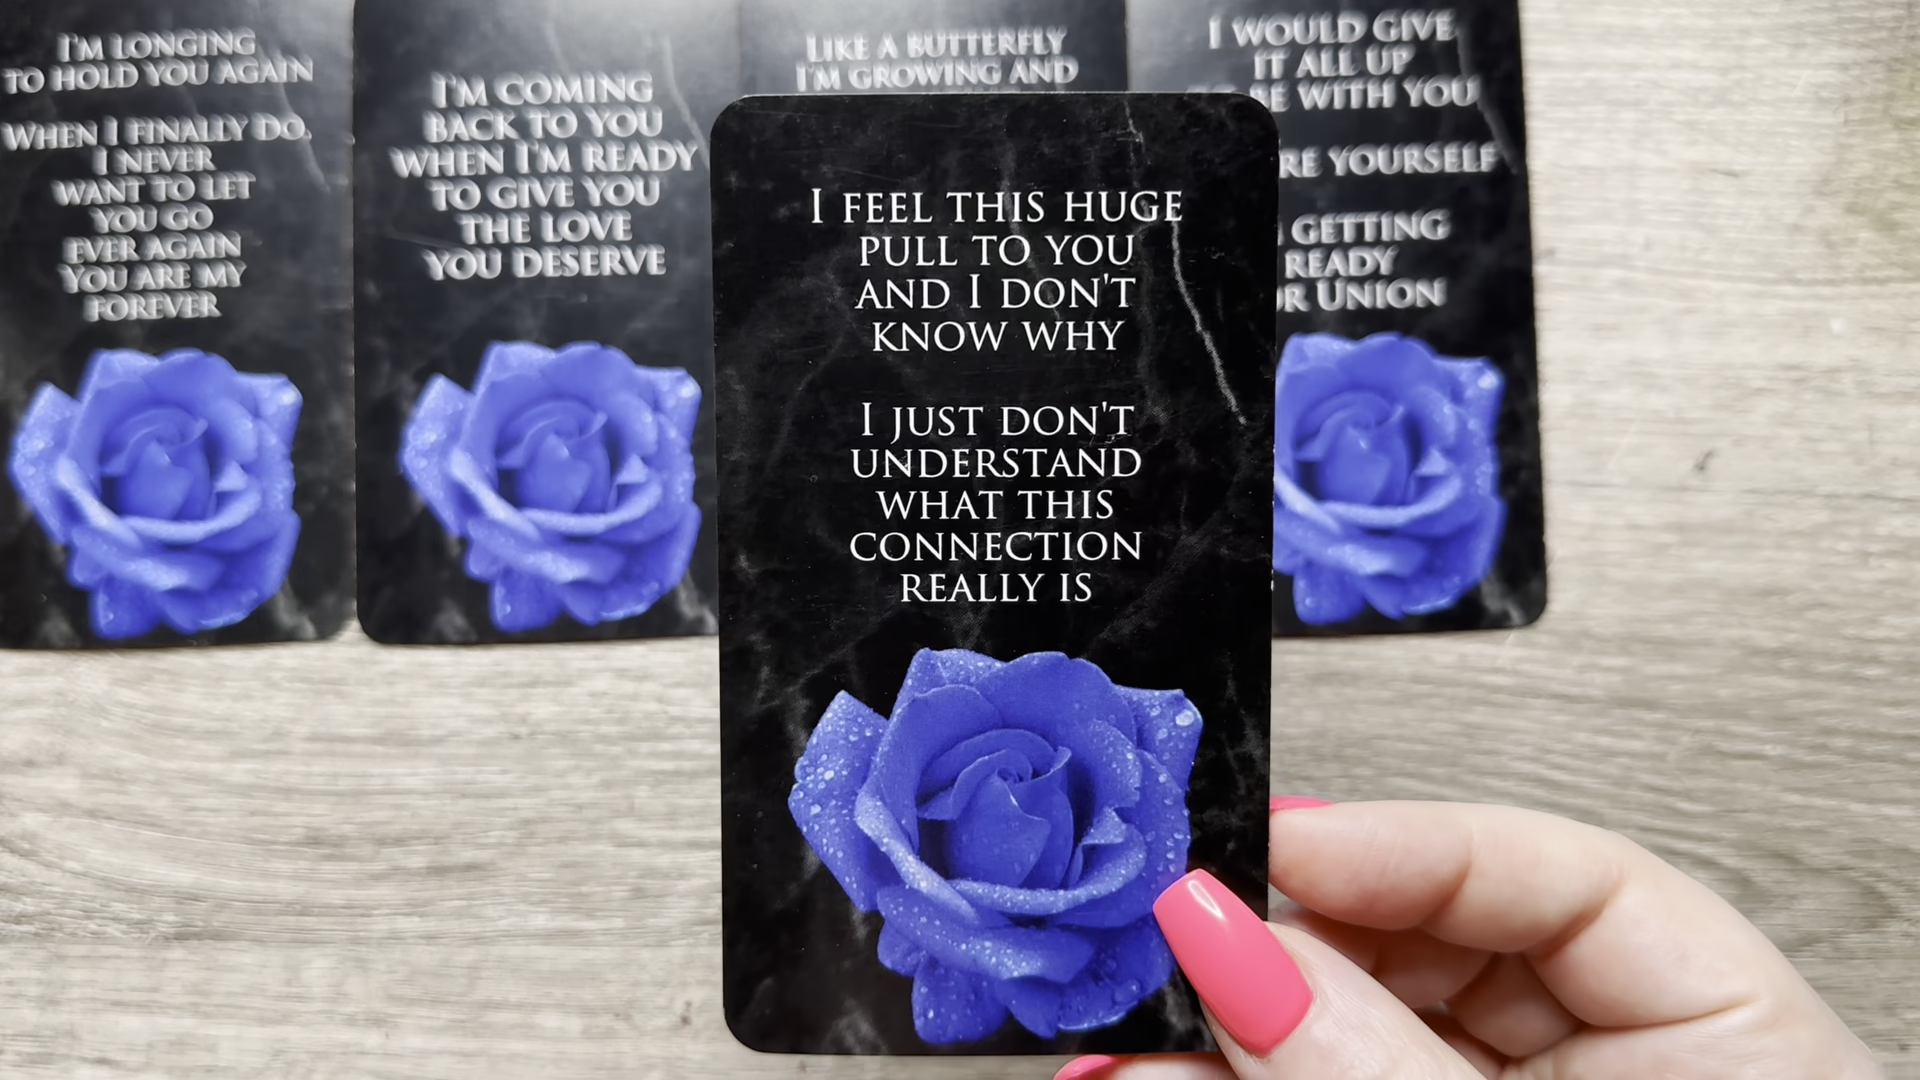 I'M LONGING
TO HOLD YOU AGAIN
WHEN I FINALLY DO,
I NEVER
WANT TO LET
YOU GO
EVER AGAIN
YOU ARE MY
FOREVER
I'M COMING
BACK TO YOU
WHEN I'M READY
TO GIVE YOU
THE LOVE
YOU DESERVE
LIKE A BUTTERFLY
I'M GROWING AND
I FEEL THIS HUGE
PULL TO YOU
AND I DON'T
KNOW WHY
I JUST DON'T
UNDERSTAND
WHAT THIS
CONNECTION
REALLY IS
I WOULD GIVE
IT ALL UP
BE WITH YOU
YOURSELF
GETTING
READY
UNION